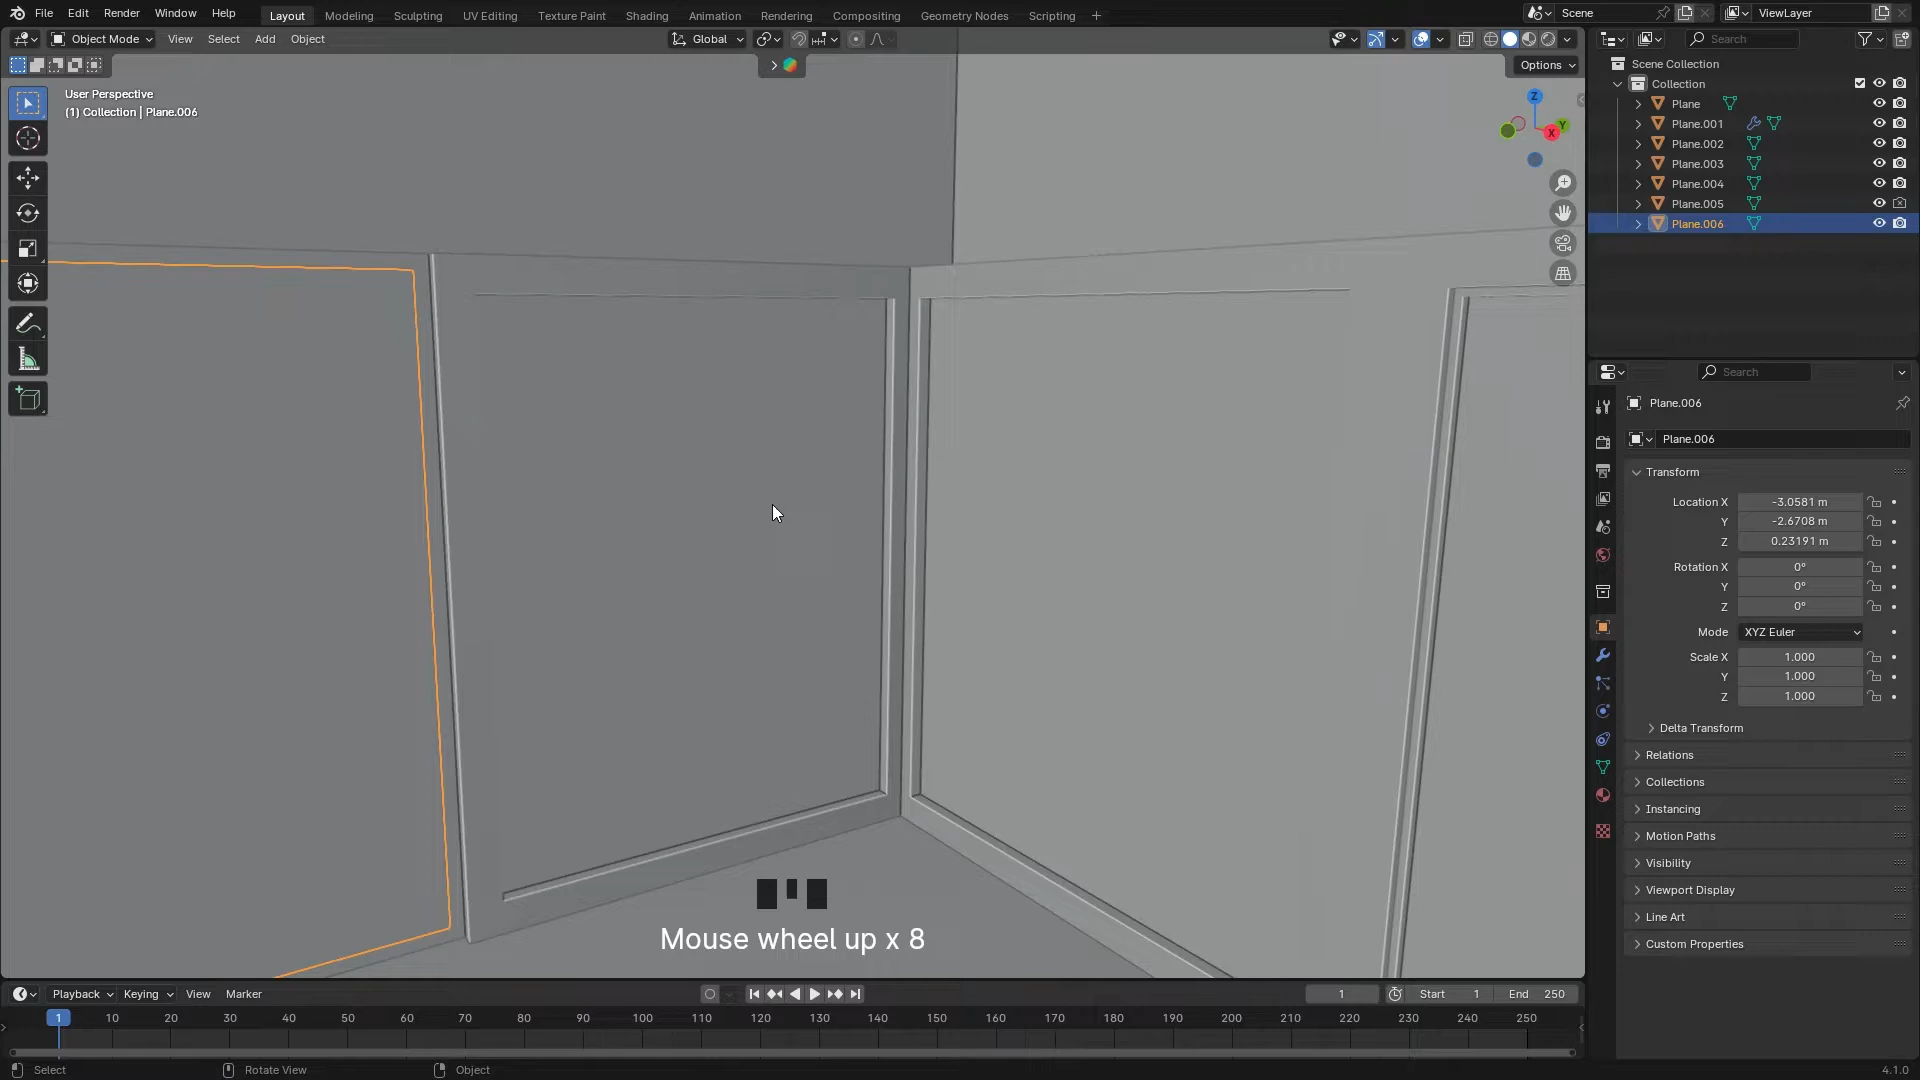 File Edit Render Window Help Layout Modeling Sculpting UV Editing Texture Paint Shading Animation Rendering Compositing Geometry Nodes Scripting Scene ViewLayer
Object Mode View Select Add Object Global Search
Options
User Perspective
(1) Collection | Plane.006
Z
Y
X
Scene Collection
Collection
Plane
Plane.001
Plane.002
Plane.003
Plane.004
Plane.005
Plane.006
Search
Plane.006
Plane.006
Transform
Location X -3.0581 m
Y -2.6708 m
Z 0.23191 m
Rotation X 0°
Y 0°
Z 0°
Mode XYZ Euler
Scale X 1.000
Y 1.000
Z 1.000
Delta Transform
Relations
Collections
Instancing
Motion Paths
Visibility
Viewport Display
Line Art
Custom Properties
Mouse wheel up x 8
Playback Keying View Marker 1 Start 1 End 250
1 10 20 30 40 50 60 70 80 90 100 110 120 130 140 150 160 170 180 190 200 210 220 230 240 250
Select Rotate View Object 4.1.0